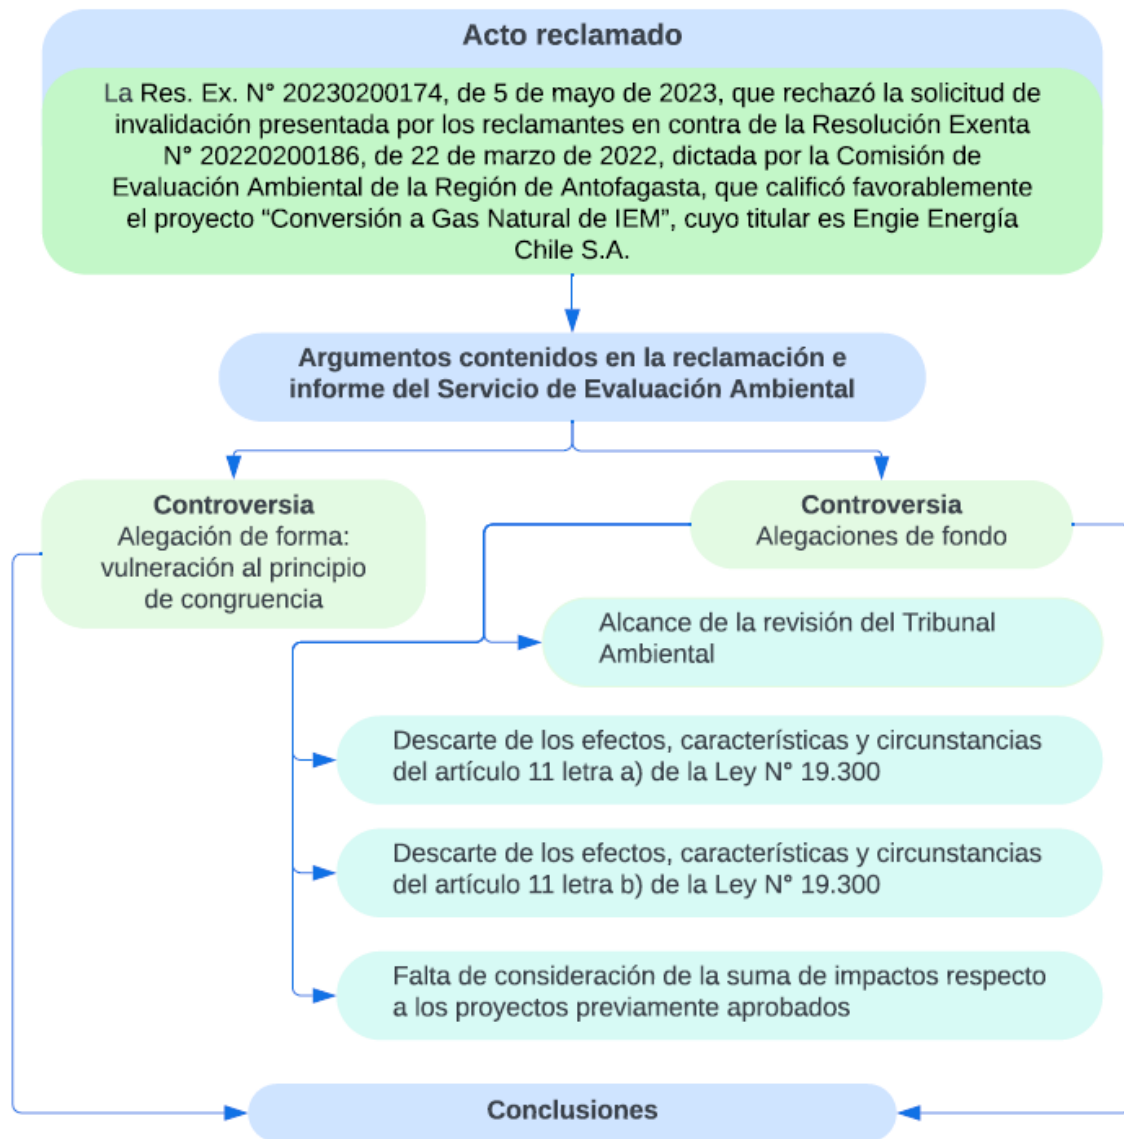 Acto reclamado
La Res. Ex. N° 20230200174, de 5 de mayo de 2023, que rechazó la solicitud de
invalidación presentada por los reclamantes en contra de la Resolución Exenta
N° 20220200186, de 22 de marzo de 2022, dictada por la Comisión de
Evaluación Ambiental de la Región de Antofagasta, que calificó favorablemente
el proyecto “Conversión a Gas Natural de IEM”, cuyo titular es Engie Energía
Chile S.A.
Argumentos contenidos en la reclamación e
informe del Servicio de Evaluación Ambiental
Controversia
Alegación de forma:
vulneración al principio
de congruencia
Controversia
Alegaciones de fondo
Alcance de la revisión del Tribunal
Ambiental
Descarte de los efectos, características y circunstancias
del artículo 11 letra a) de la Ley N° 19.300
Descarte de los efectos, características y circunstancias
del artículo 11 letra b) de la Ley N° 19.300
Falta de consideración de la suma de impactos respecto
a los proyectos previamente aprobados
Conclusiones